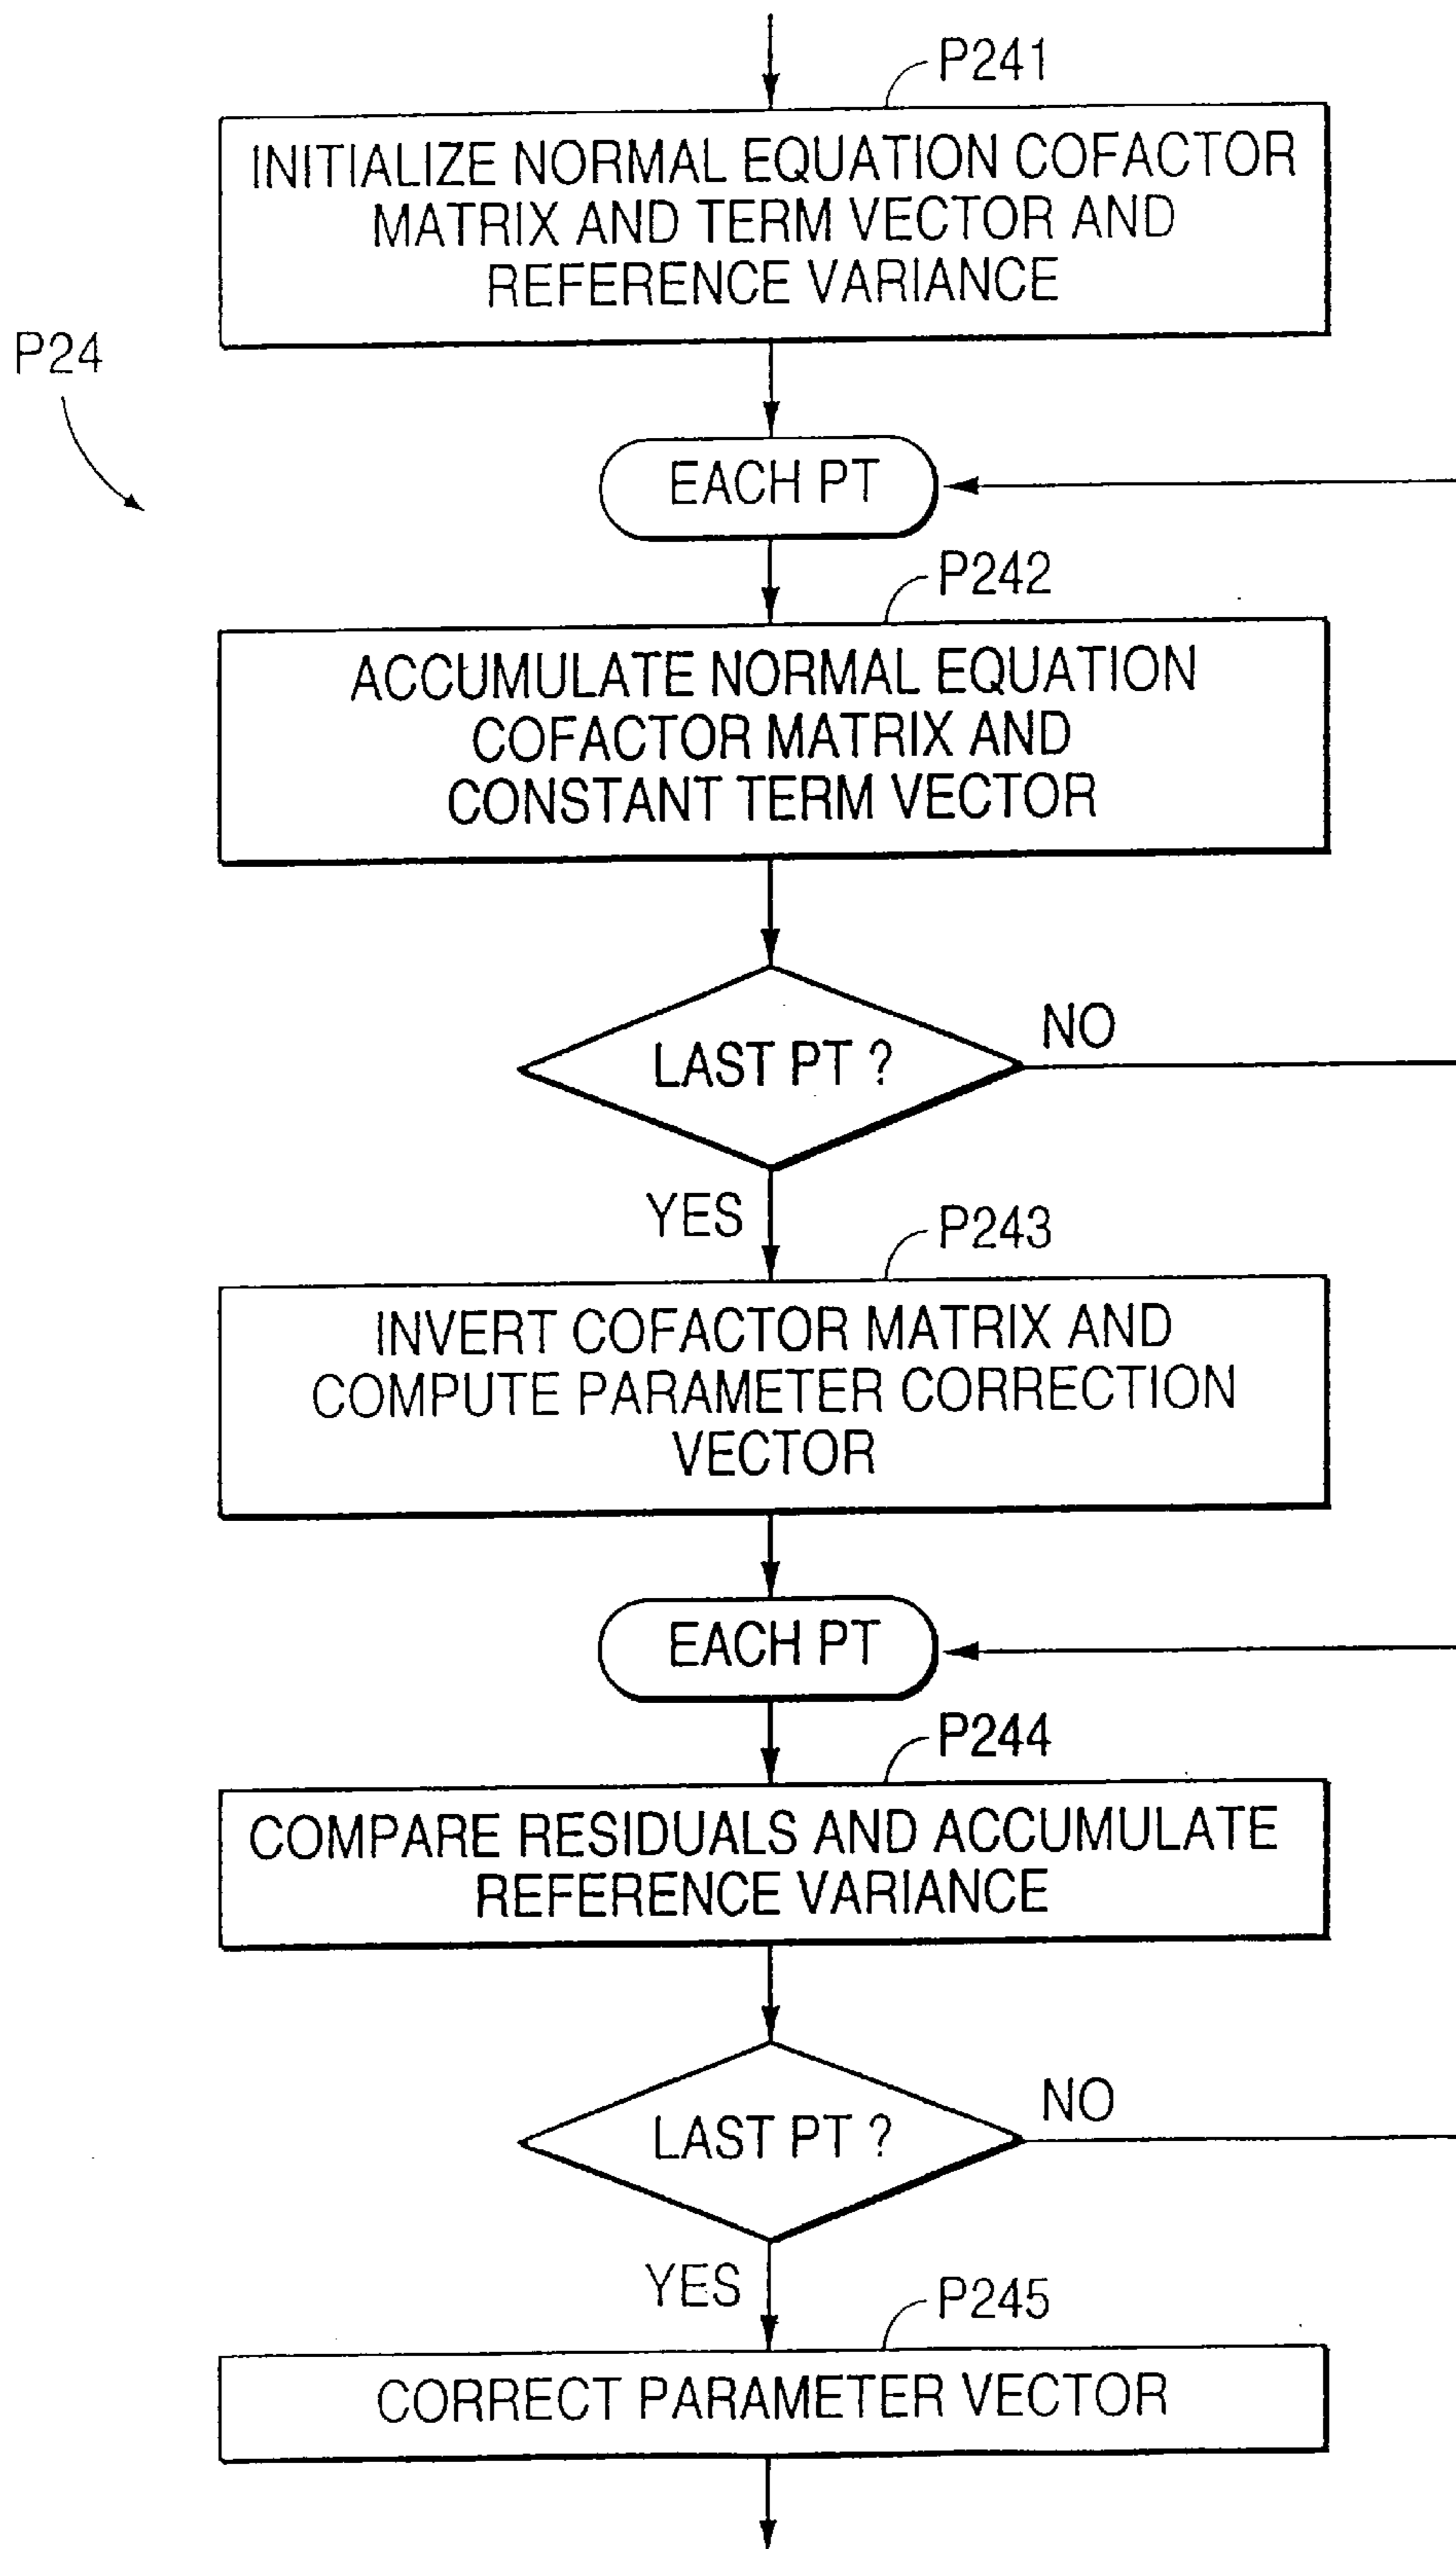 P241
INITIALIZE NORMAL EQUATION COFACTOR
MATRIX AND TERM VECTOR AND
REFERENCE VARIANCE
P24
EACH PT
P242
ACCUMULATE NORMAL EQUATION
COFACTOR MATRIX AND
CONSTANT TERM VECTOR
LAST PT ?
NO
YES
P243
INVERT COFACTOR MATRIX AND
COMPUTE PARAMETER CORRECTION
VECTOR
EACH PT
P244
COMPARE RESIDUALS AND ACCUMULATE
REFERENCE VARIANCE
LAST PT ?
NO
YES
P245
CORRECT PARAMETER VECTOR